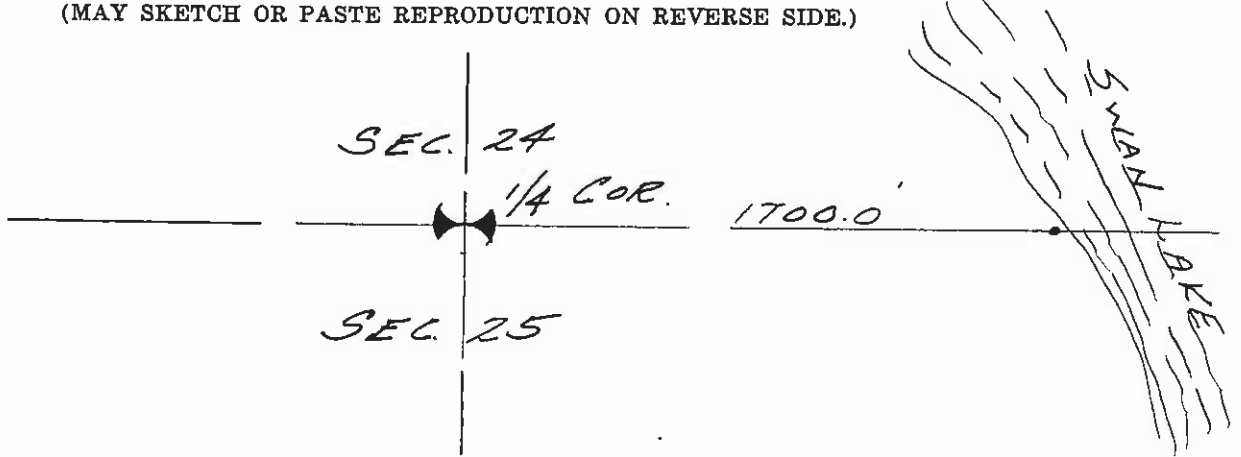 (MAY SKETCH OR PASTE REPRODUCTION ON REVERSE SIDE.)
SEC. 24
1/4 COR.
1700.0'
SWAN LAKE
SEC. 25